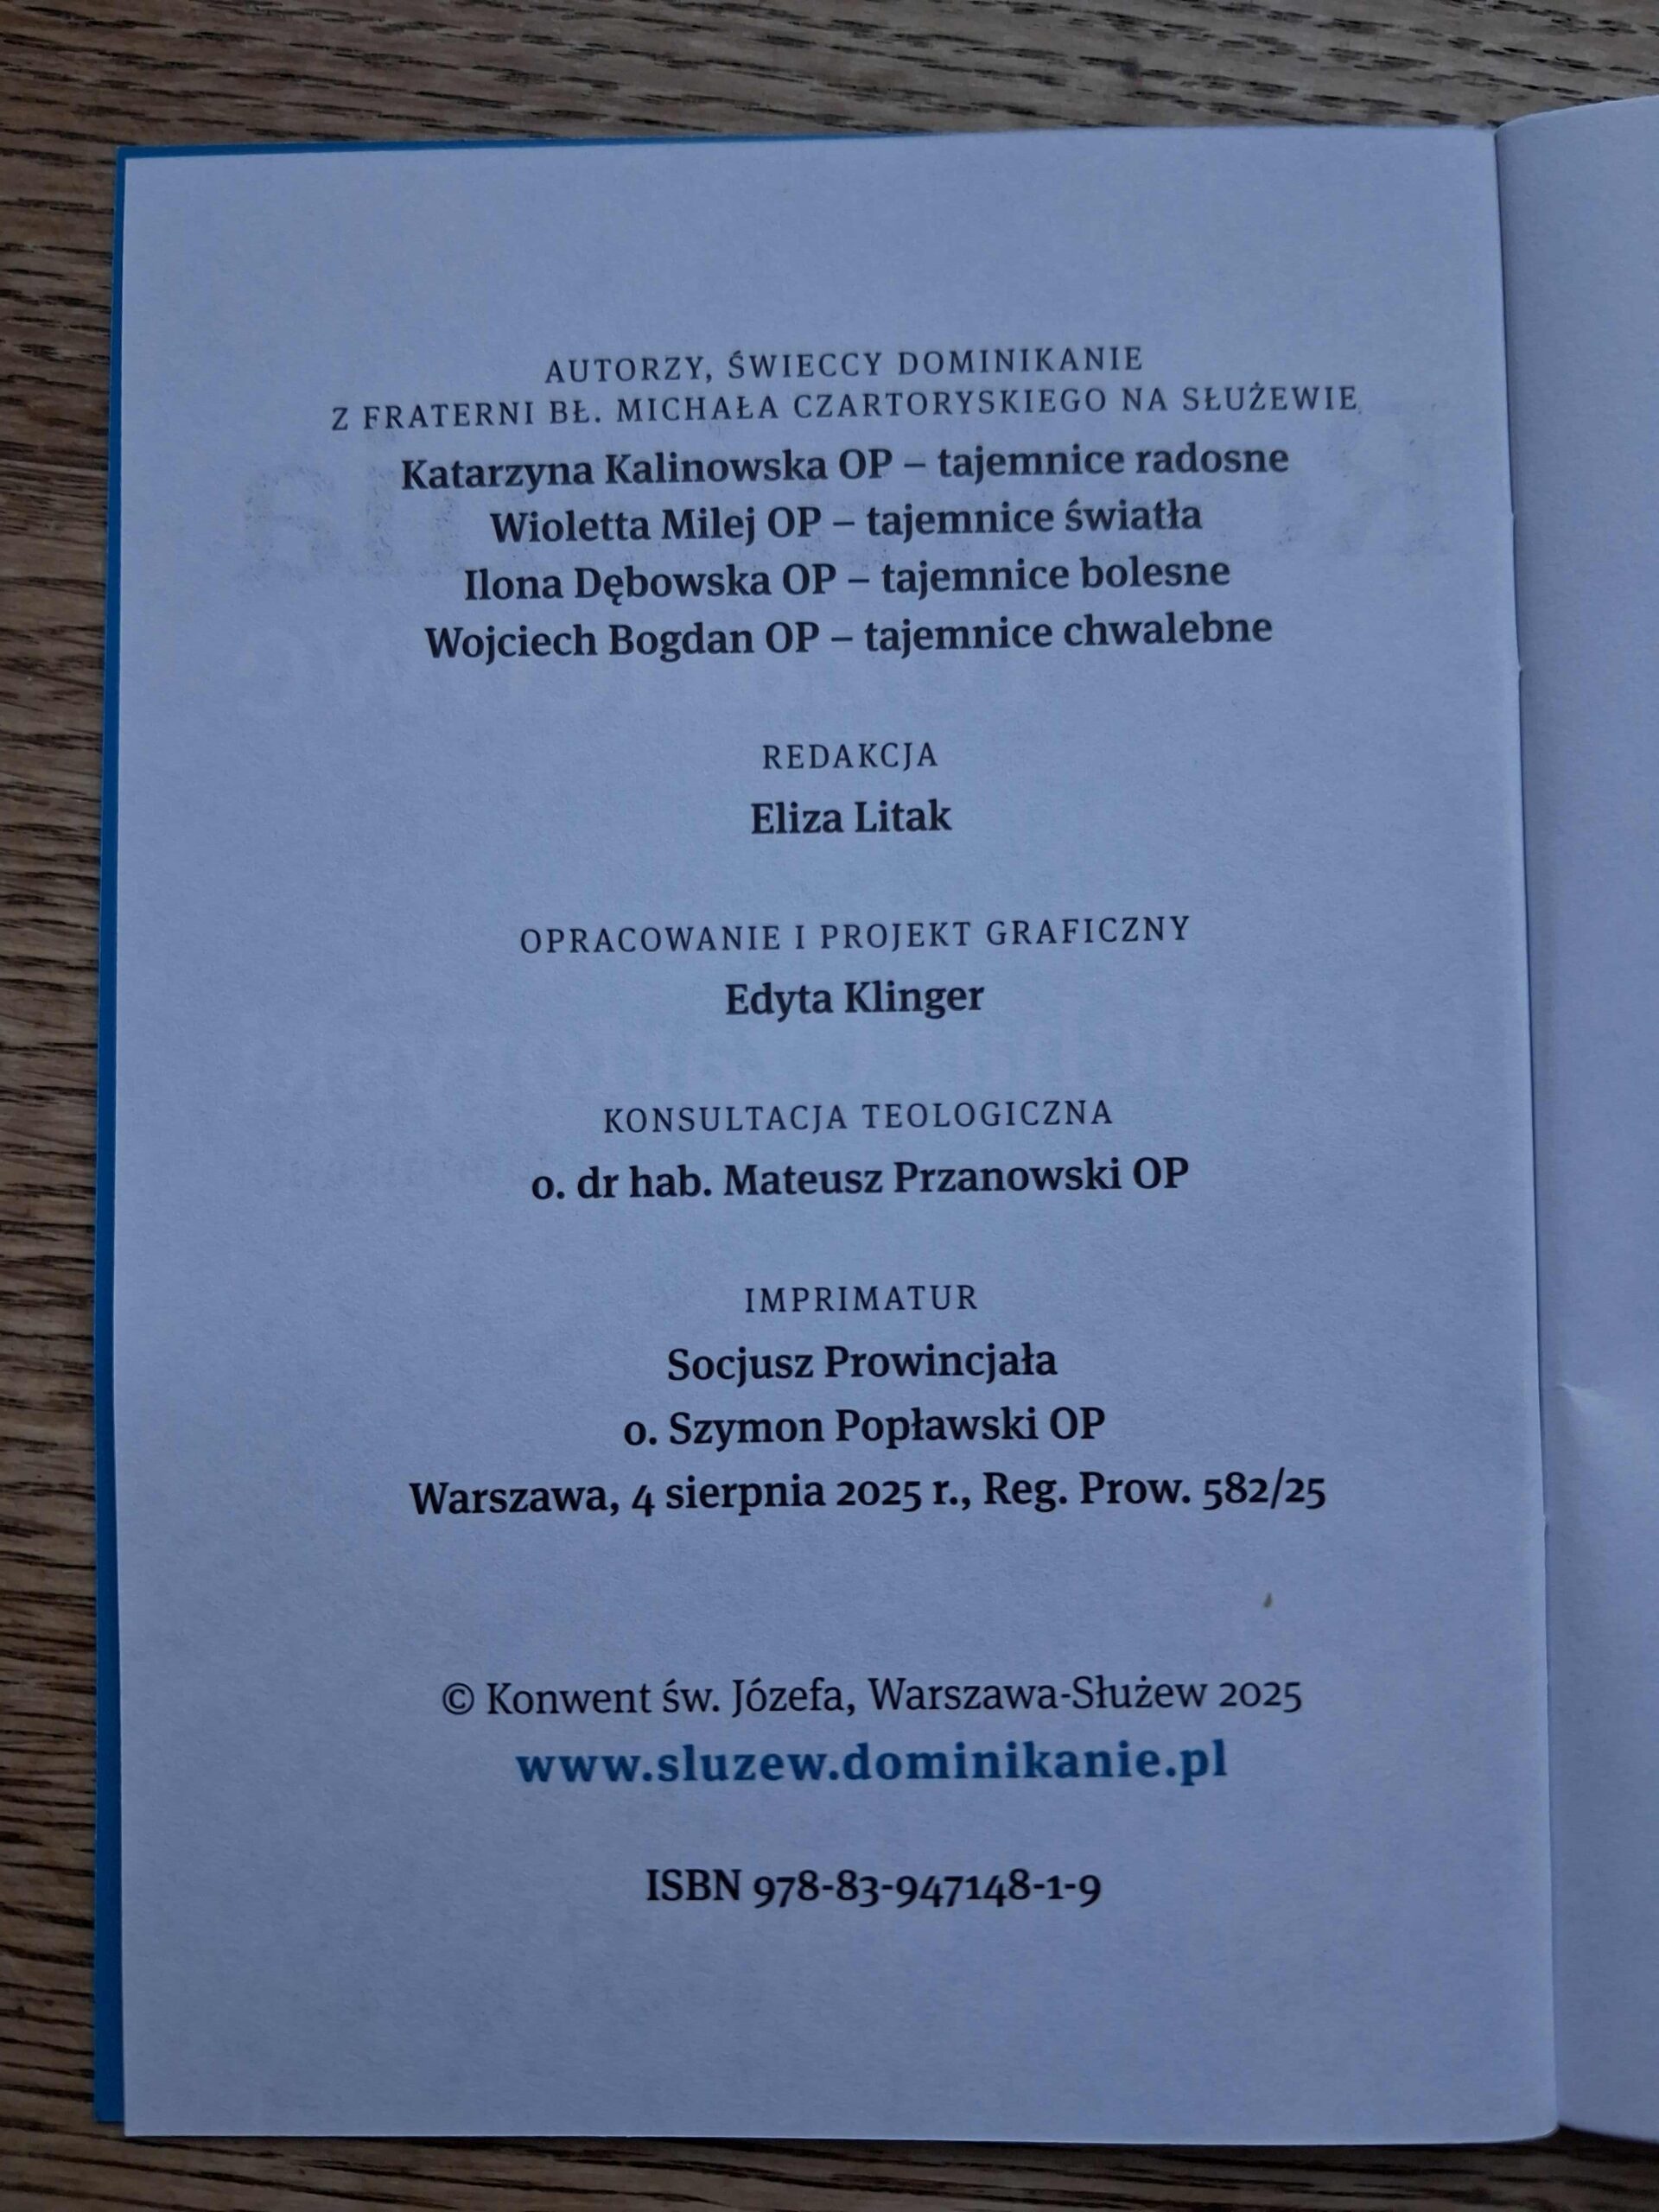 AUTORZY, ŚWIECCY DOMINIKANIE
Z FRATERNI BŁ. MICHAŁA CZARTORYSKIEGO NA SŁUŻEWIE
Katarzyna Kalinowska OP – tajemnice radosne
Wioletta Milej OP – tajemnice światła
Ilona Dębowska OP – tajemnice bolesne
Wojciech Bogdan OP – tajemnice chwalebne
REDAKCJA
Eliza Litak
OPRACOWANIE I PROJEKT GRAFICZNY
Edyta Klinger
KONSULTACJA TEOLOGICZNA
o. dr hab. Mateusz Przanowski OP
IMPRIMATUR
Socjusz Prowincjała
o. Szymon Popławski OP
Warszawa, 4 sierpnia 2025 r., Reg. Prow. 582/25
© Konwent św. Józefa, Warszawa-Służew 2025
www.sluzew.dominikanie.pl
ISBN 978-83-947148-1-9